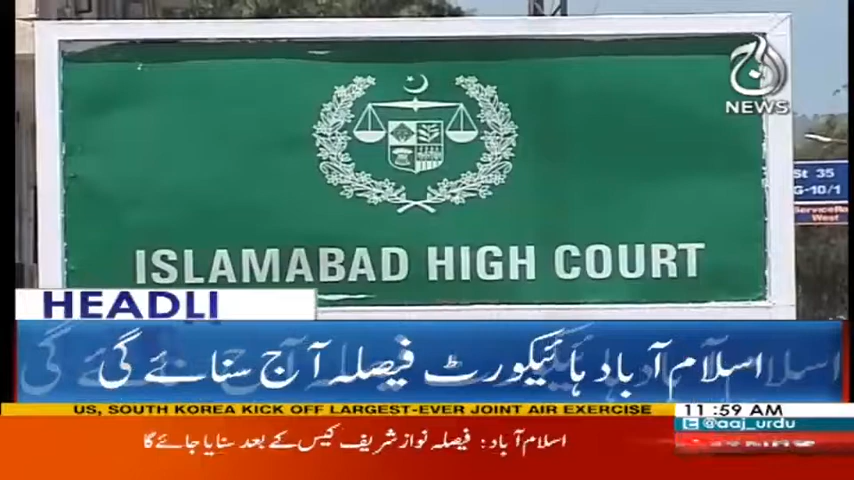 آج
NEWS
St 35
G-10/1
ServiceRo
West
ISLAMABAD HIGH COURT
HEADLI
اسلام آباد ہائیکورٹ فیصلہ آج سنائے گی
US, SOUTH KOREA KICK OFF LARGEST-EVER JOINT AIR EXERCISE
11:59 AM
@aaj_urdu
اسلام آباد: فیصلہ نواز شریف کیس کے بعد سنایا جائے گا